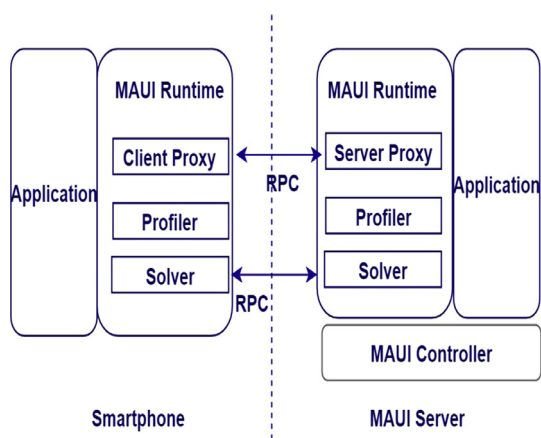 MAUI Runtime
Client Proxy
Application
Profiler
Solver
RPC
RPC
MAUI Runtime
Server Proxy
Application
Profiler
Solver
MAUI Controller
Smartphone
MAUI Server